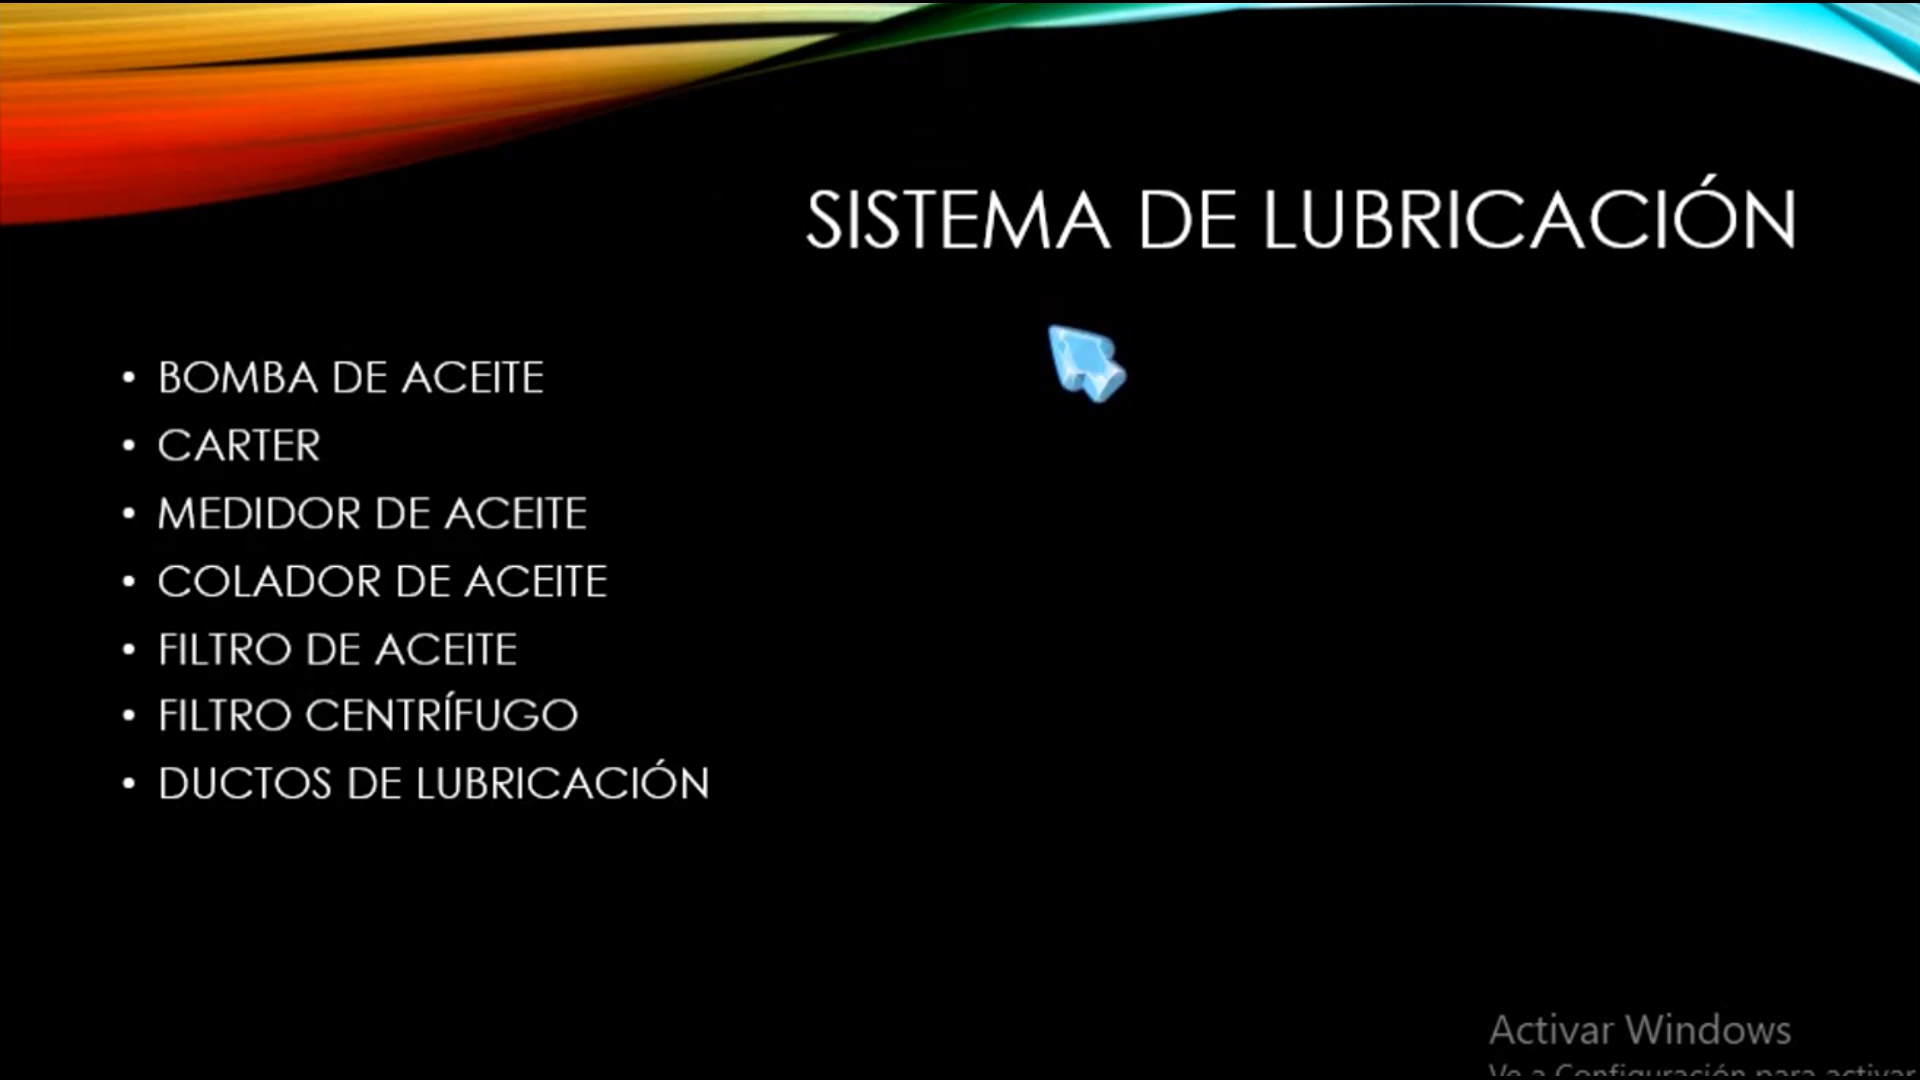 SISTEMA DE LUBRICACIÓN
• BOMBA DE ACEITE
• CARTER
• MEDIDOR DE ACEITE
• COLADOR DE ACEITE
• FILTRO DE ACEITE
• FILTRO CENTRÍFUGO
• DUCTOS DE LUBRICACIÓN
Activar Windows
Ve a Configuración para activar